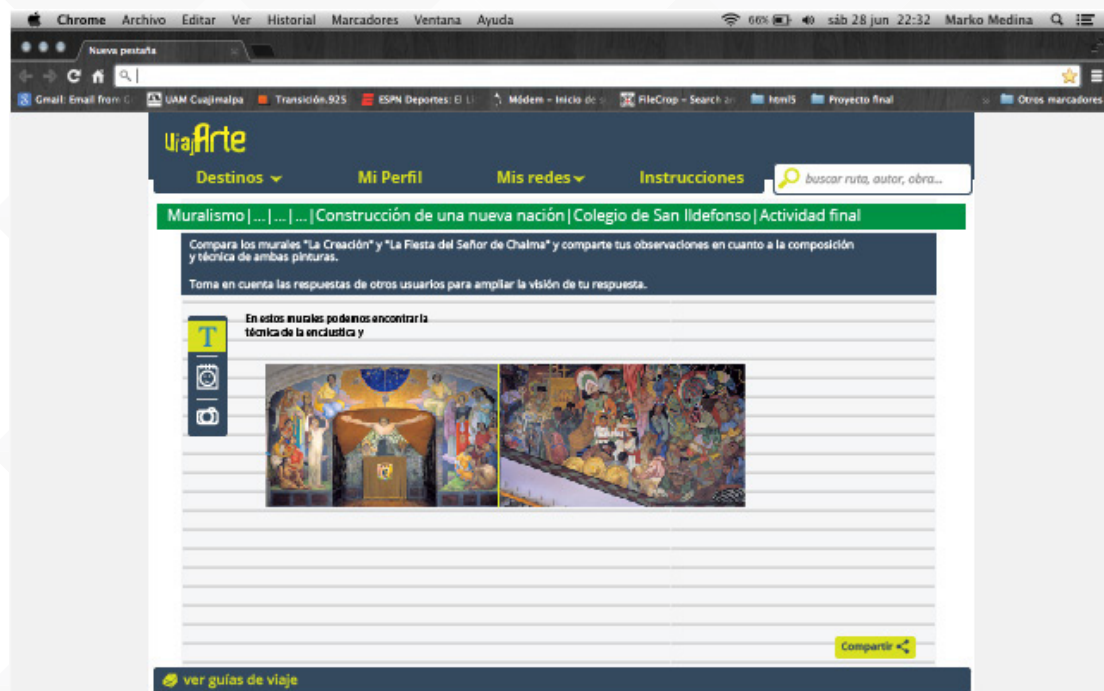 Chrome Archivo Editar Ver Historial Marcadores Ventana Ayuda 66% sáb 28 jun 22:32 Marko Medina
Nueva pestaña
Gmail: Email from UAM Cuajimalpa Transición.925 ESPN Deportes: El Módem – Inicio de FileCrop – Search html5 Proyecto final Otros marcadores
ViajArte
Destinos Mi Perfil Mis redes Instrucciones buscar ruta, autor, obra...
Muralismo|...|...|...|Construcción de una nueva nación|Colegio de San Ildefonso|Actividad final
Compara los murales "La Creación" y "La Fiesta del Señor de Chalma" y comparte tus observaciones en cuanto a la composición
y técnica de ambas pinturas.
Toma en cuenta las respuestas de otros usuarios para ampliar la visión de tu respuesta.
T
En estos murales podemos encontrar la
técnica de la encáustica y
Compartir
ver guías de viaje